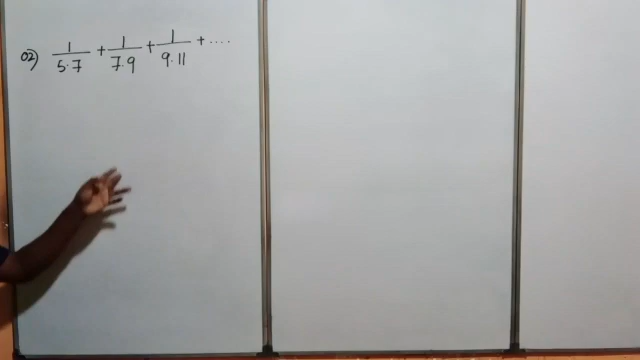 02) 1/5·7 + 1/7·9 + 1/9·11 + ....